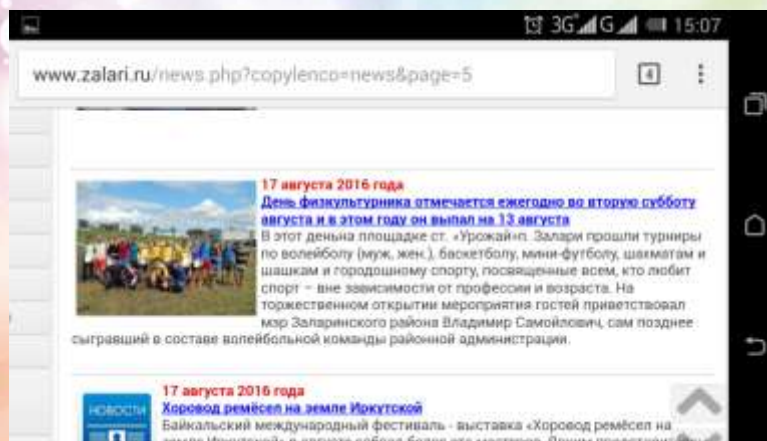 3G G 15:07
www.zalari.ru/news.php?copylenco=news&page=5
4
17 августа 2016 года
День физкультурника отмечается ежегодно во вторую субботу
августа и в этом году он выпал на 13 августа
В этот деньна площадке ст. «Урожай»п. Залари прошли турниры
по волейболу (муж, жен.), баскетболу, мини-футболу, шахматам и
шашкам и городошному спорту, посвященные всем, кто любит
спорт – вне зависимости от профессии и возраста. На
торжественном открытии мероприятия гостей приветствовал
мэр Заларинского района Владимир Самойлович, сам позднее
сыгравший в составе волейбольной команды районной администрации.
17 августа 2016 года
НОВОСТИ
Хоровод ремёсел на земле Иркутской
Байкальский международный фестиваль - выставка «Хоровод ремёсел на